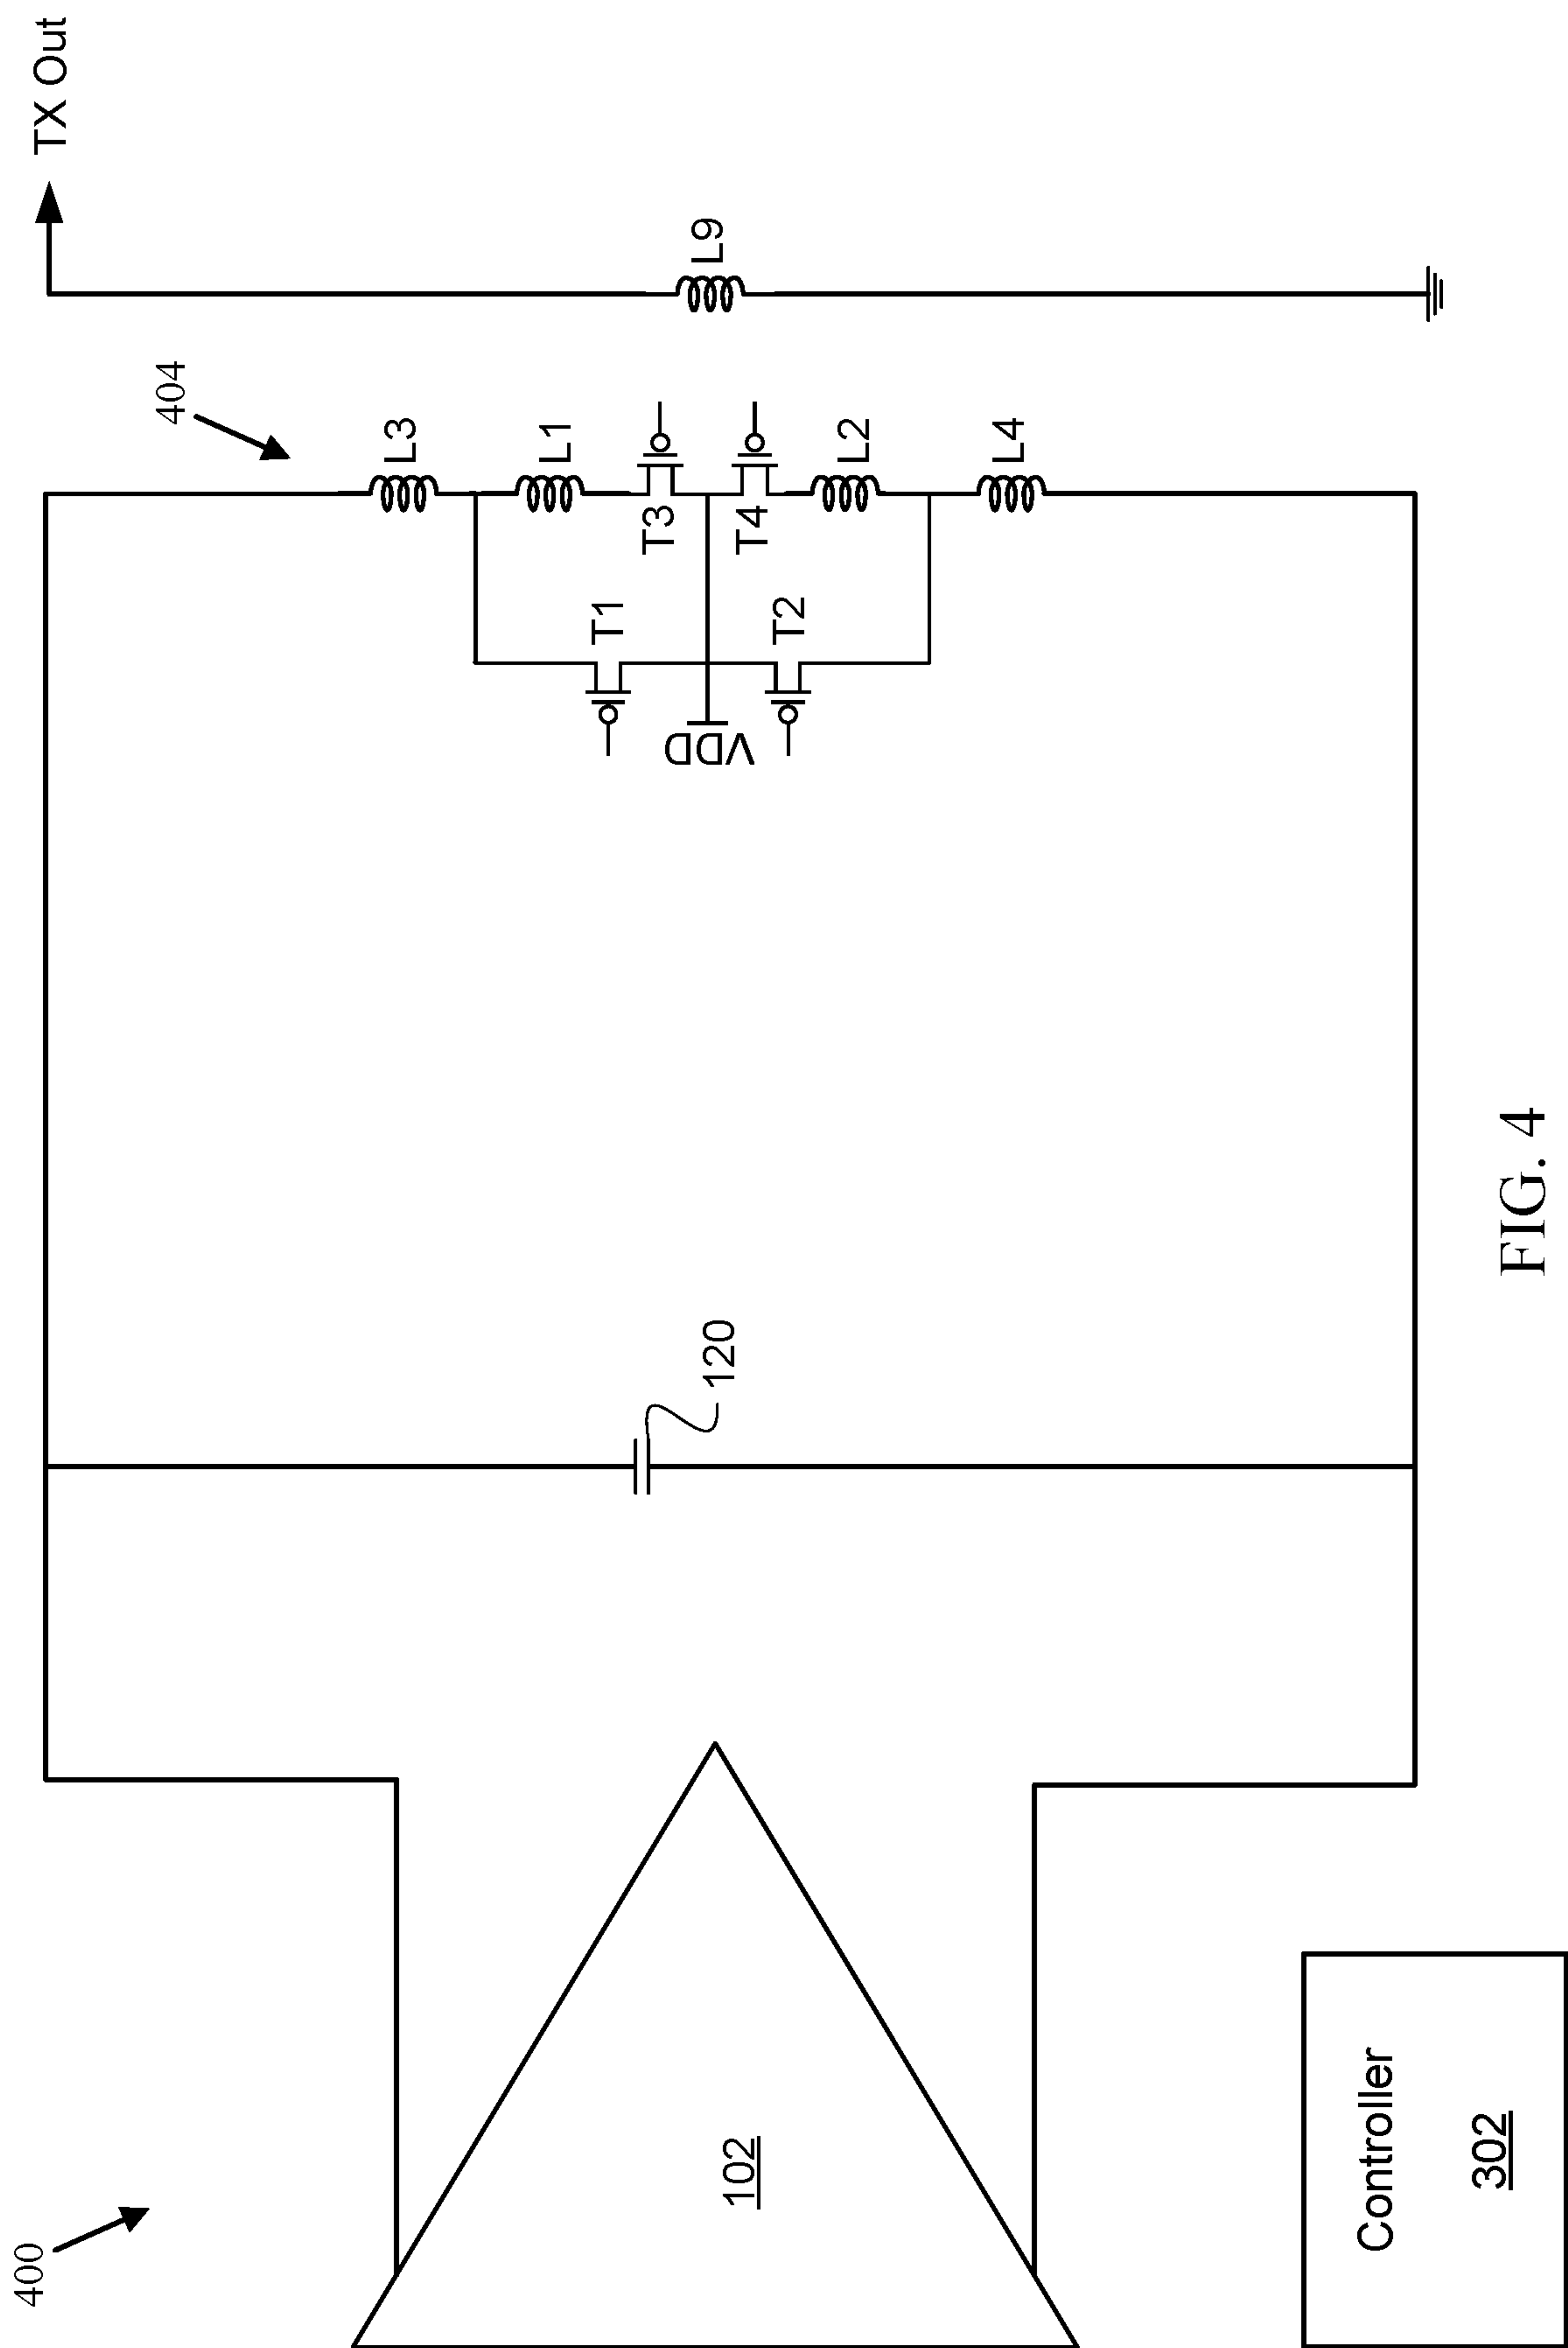 400
102
Controller
302
120
404
L3
L1
T3
T4
L2
L4
T1
T2
VDD
L9
TX Out
FIG. 4